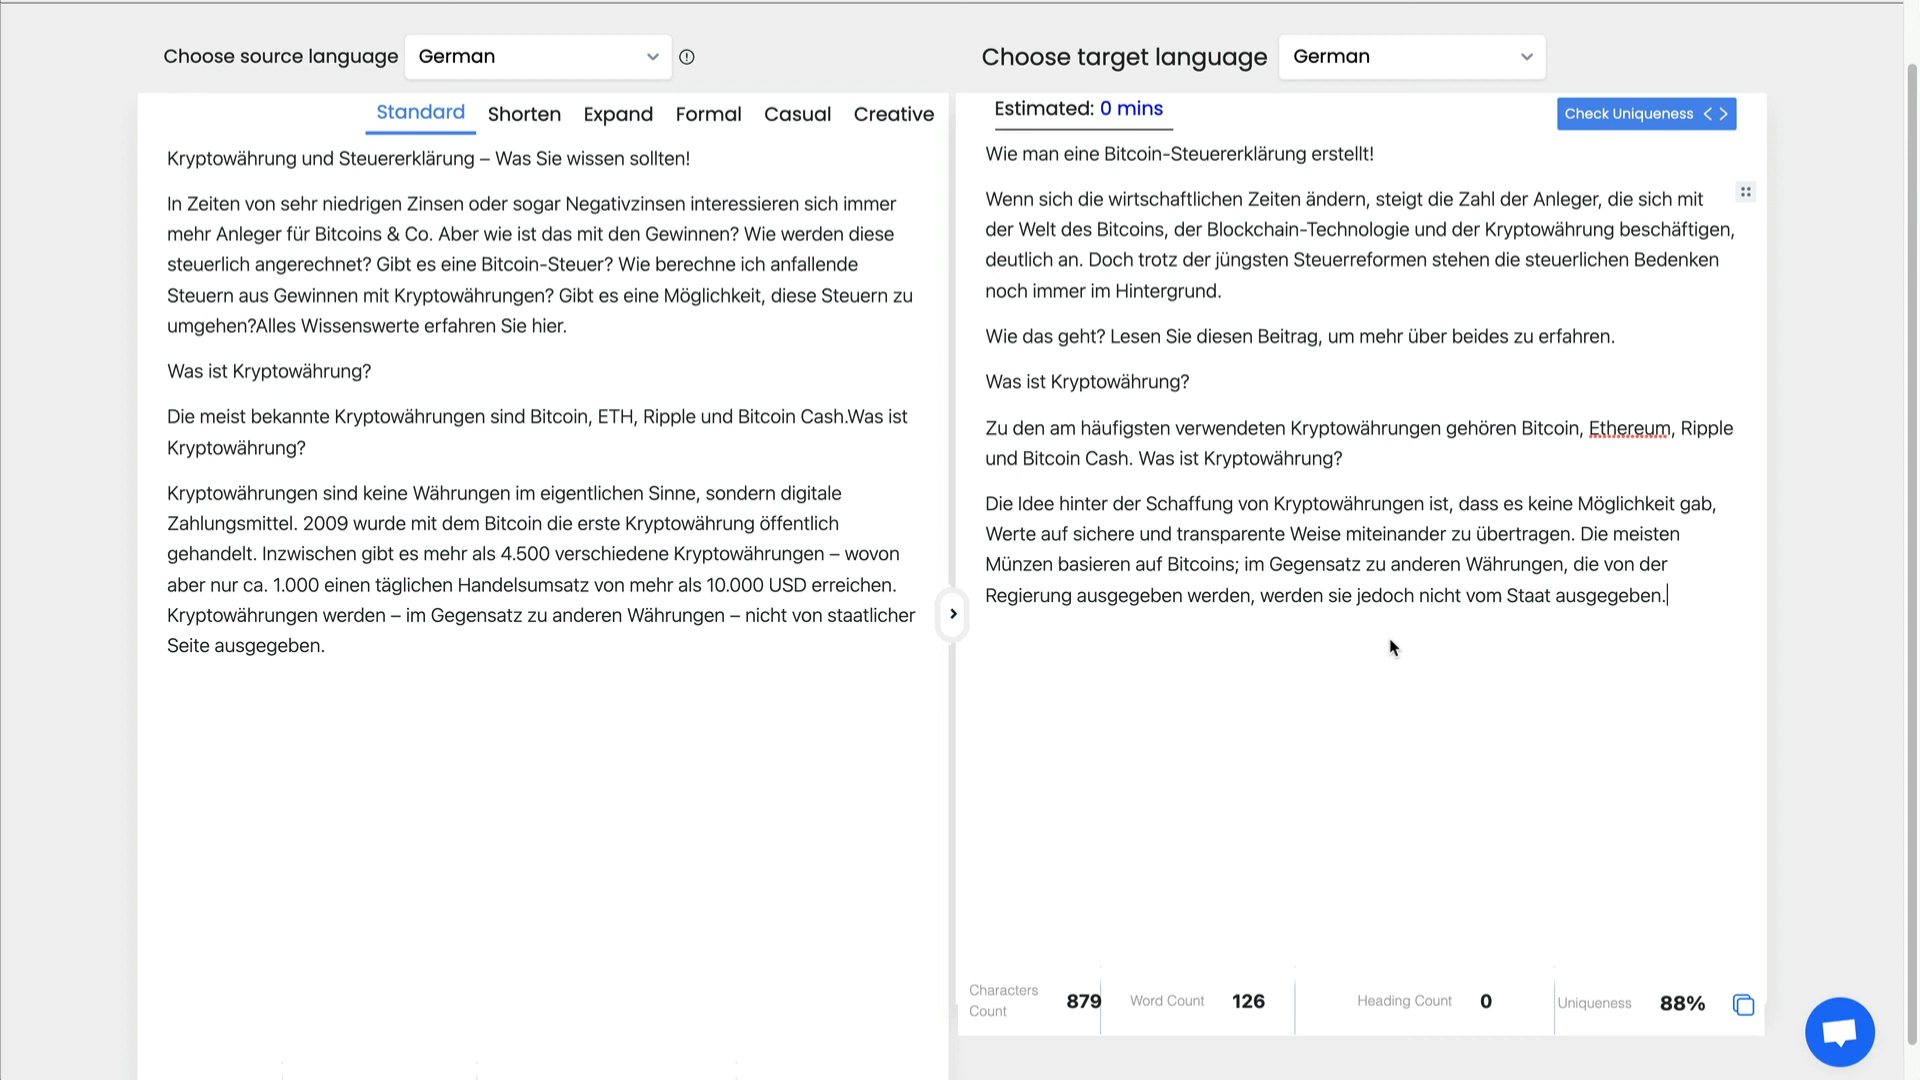 Choose source language German
Choose target language German
Standard Shorten Expand Formal Casual Creative
Kryptowährung und Steuererklärung – Was Sie wissen sollten!
In Zeiten von sehr niedrigen Zinsen oder sogar Negativzinsen interessieren sich immer
mehr Anleger für Bitcoins & Co. Aber wie ist das mit den Gewinnen? Wie werden diese
steuerlich angerechnet? Gibt es eine Bitcoin-Steuer? Wie berechne ich anfallende
Steuern aus Gewinnen mit Kryptowährungen? Gibt es eine Möglichkeit, diese Steuern zu
umgehen?Alles Wissenswerte erfahren Sie hier.
Was ist Kryptowährung?
Die meist bekannte Kryptowährungen sind Bitcoin, ETH, Ripple und Bitcoin Cash.Was ist
Kryptowährung?
Kryptowährungen sind keine Währungen im eigentlichen Sinne, sondern digitale
Zahlungsmittel. 2009 wurde mit dem Bitcoin die erste Kryptowährung öffentlich
gehandelt. Inzwischen gibt es mehr als 4.500 verschiedene Kryptowährungen – wovon
aber nur ca. 1.000 einen täglichen Handelsumsatz von mehr als 10.000 USD erreichen.
Kryptowährungen werden – im Gegensatz zu anderen Währungen – nicht von staatlicher
Seite ausgegeben.
Estimated: 0 mins
Check Uniqueness < >
Wie man eine Bitcoin-Steuererklärung erstellt!
Wenn sich die wirtschaftlichen Zeiten ändern, steigt die Zahl der Anleger, die sich mit
der Welt des Bitcoins, der Blockchain-Technologie und der Kryptowährung beschäftigen,
deutlich an. Doch trotz der jüngsten Steuerreformen stehen die steuerlichen Bedenken
noch immer im Hintergrund.
Wie das geht? Lesen Sie diesen Beitrag, um mehr über beides zu erfahren.
Was ist Kryptowährung?
Zu den am häufigsten verwendeten Kryptowährungen gehören Bitcoin, Ethereum, Ripple
und Bitcoin Cash. Was ist Kryptowährung?
Die Idee hinter der Schaffung von Kryptowährungen ist, dass es keine Möglichkeit gab,
Werte auf sichere und transparente Weise miteinander zu übertragen. Die meisten
Münzen basieren auf Bitcoins; im Gegensatz zu anderen Währungen, die von der
Regierung ausgegeben werden, werden sie jedoch nicht vom Staat ausgegeben.
Characters
Count 879
Word Count 126
Heading Count 0
Uniqueness 88%